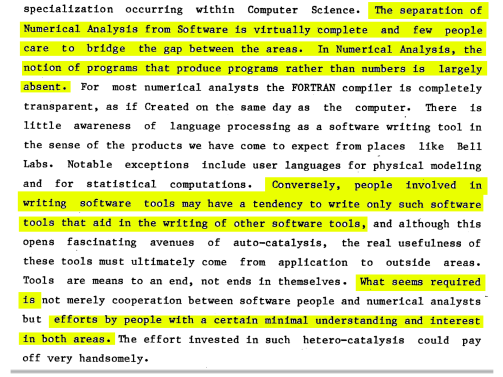 specialization occurring within Computer Science. The separation of
Numerical Analysis from Software is virtually complete and few people
care to bridge the gap between the areas. In Numerical Analysis, the
notion of programs that produce programs rather than numbers is largely
absent. For most numerical analysts the FORTRAN compiler is completely
transparent, as if Created on the same day as the computer. There is
little awareness of language processing as a software writing tool in
the sense of the products we have come to expect from places like Bell
Labs. Notable exceptions include user languages for physical modeling
and for statistical computations. Conversely, people involved in
writing software tools may have a tendency to write only such software
tools that aid in the writing of other software tools, and although this
opens fascinating avenues of auto-catalysis, the real usefulness of
these tools must ultimately come from application to outside areas.
Tools are means to an end, not ends in themselves. What seems required
is not merely cooperation between software people and numerical analysts
but efforts by people with a certain minimal understanding and interest
in both areas. The effort invested in such hetero-catalysis could pay
off very handsomely.